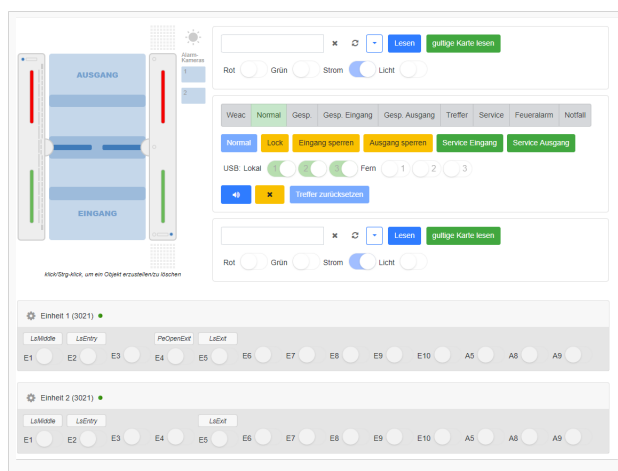 AUSGANG
EINGANG
Alarm-
Kameras
1
2
klick/Strg-klick, um ein Objekt erzustellen/zu löschen
Lesen gultige Karte lesen
Rot Grün Strom Licht
Weac Normal Gesp. Gesp. Eingang Gesp. Ausgang Treffer Service Feueralarm Notfall
Normal Lock Eingang sperren Ausgang sperren Service Eingang Service Ausgang
USB: Lokal 1 2 3 Fern 1 2 3
Treffer zurücksetzen
Lesen gultige Karte lesen
Rot Grün Strom Licht
Einheit 1 (3021)
LsMiddle LsEntry PeOpenExit LsExit
E1 E2 E3 E4 E5 E6 E7 E8 E9 E10 A5 A8 A9
Einheit 2 (3021)
LsMiddle LsEntry LsExit
E1 E2 E3 E4 E5 E6 E7 E8 E9 E10 A5 A8 A9